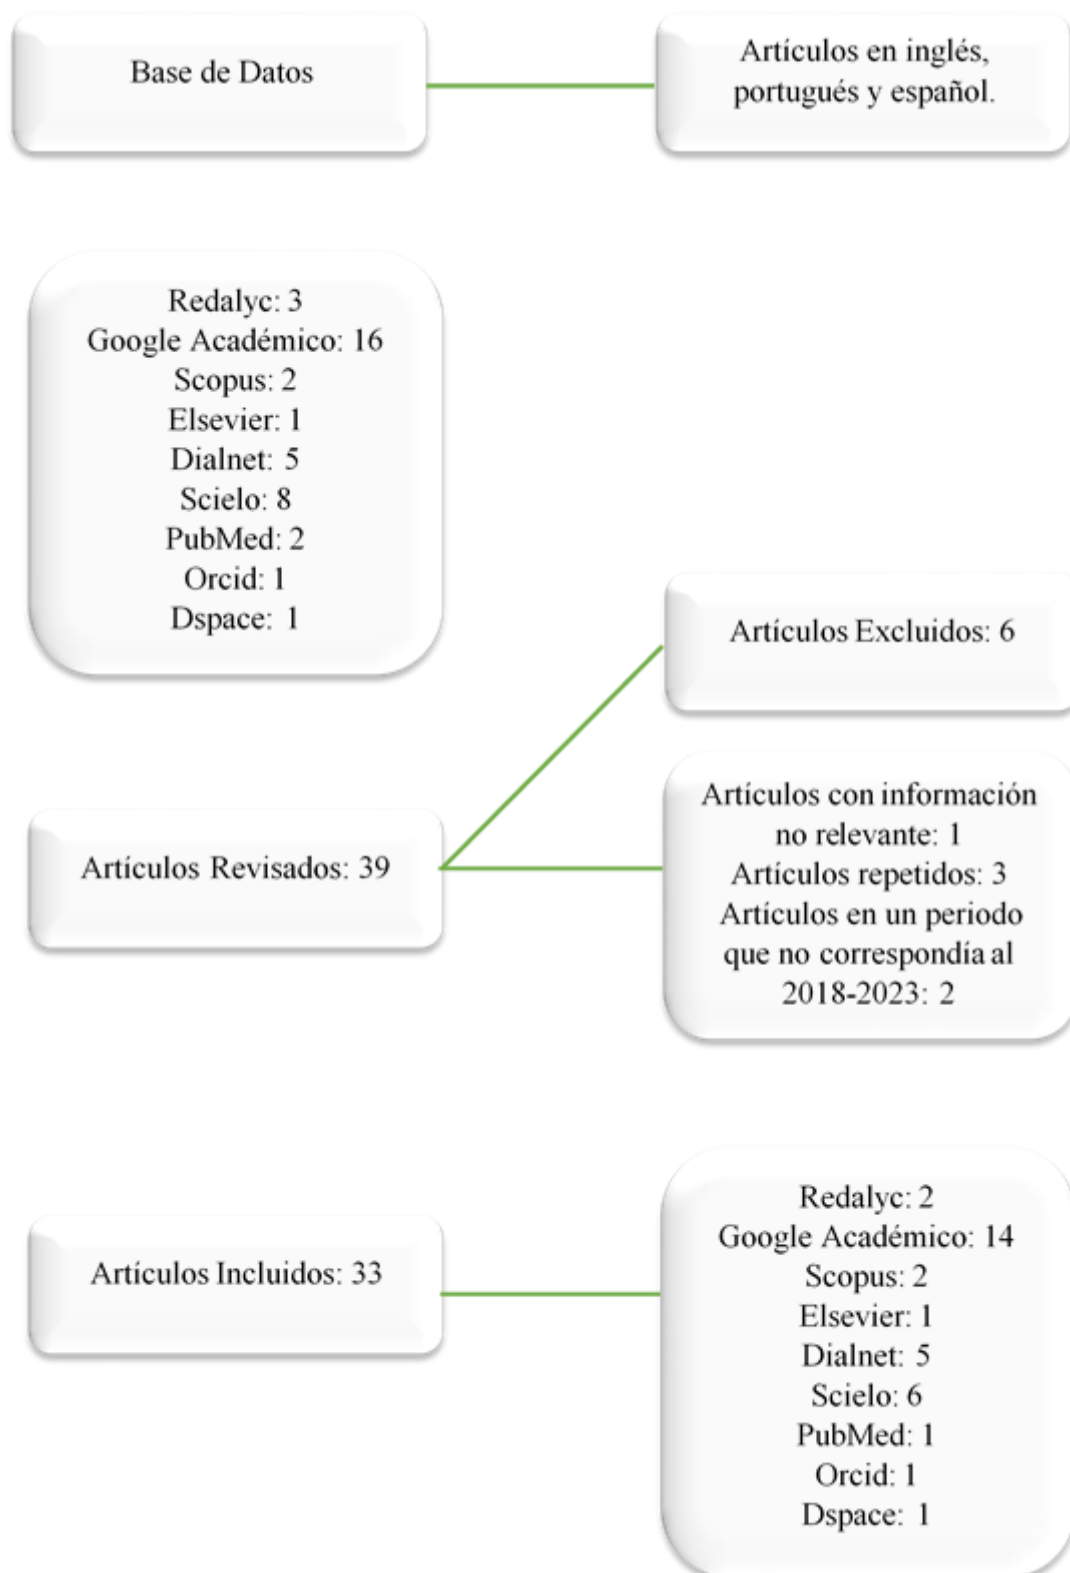 Base de Datos
Artículos en inglés,
portugués y español.
Redalyc: 3
Google Académico: 16
Scopus: 2
Elsevier: 1
Dialnet: 5
Scielo: 8
PubMed: 2
Orcid: 1
Dspace: 1
Artículos Excluidos: 6
Artículos Revisados: 39
Artículos con información
no relevante: 1
Artículos repetidos: 3
Artículos en un periodo
que no correspondía al
2018-2023: 2
Artículos Incluidos: 33
Redalyc: 2
Google Académico: 14
Scopus: 2
Elsevier: 1
Dialnet: 5
Scielo: 6
PubMed: 1
Orcid: 1
Dspace: 1